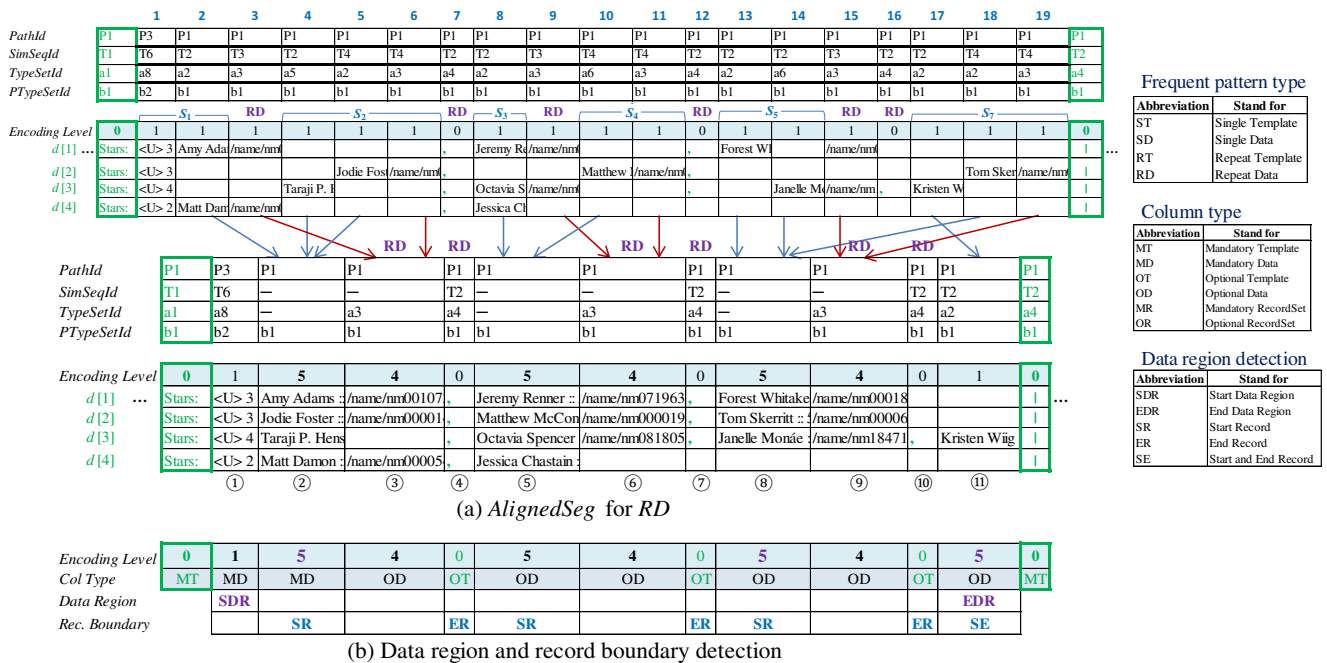 1 2 3 4 5 6 7 8 9 10 11 12 13 14 15 16 17 18 19
PathId P1 P3 P1 P1 P1 P1 P1 P1 P1 P1 P1 P1 P1 P1 P1 P1 P1 P1 P1 P1 P1
SimSeqId T1 T6 T2 T3 T2 T4 T4 T2 T2 T3 T4 T4 T2 T2 T2 T3 T2 T2 T4 T4 T2
TypeSetId a1 a8 a2 a3 a5 a2 a3 a4 a2 a3 a6 a3 a4 a2 a6 a3 a4 a2 a2 a3 a4
PTypeSetId b1 b2 b1 b1 b1 b1 b1 b1 b1 b1 b1 b1 b1 b1 b1 b1 b1 b1 b1 b1 b1
S1 RD S2 RD S3 RD S4 RD S5 RD RD S7
Encoding Level 0 1 1 1 1 1 1 0 1 1 1 1 0 1 1 1 0 1 1 1 0
d [1] ... Stars: <U> 3 Amy Ada /name/nm , Jeremy R , Forest W /name/nm | ...
d [2] Stars: <U> 3 Jodie Fos /name/nm , Matthew /name/nm , Tom Sker /name/nm |
d [3] Stars: <U> 4 Taraji P. H , Octavia S /name/nm , Janelle M /name/nm , Kristen W |
d [4] Stars: <U> 2 Matt Dam /name/nm , Jessica Ch |
RD RD RD RD RD RD
PathId P1 P3 P1 P1 P1 P1 P1 P1 P1 P1 P1 P1 P1
SimSeqId T1 T6 – – T2 – – T2 – – T2 T2 T2
TypeSetId a1 a8 – a3 a4 – a3 a4 – a3 a4 a2 a4
PTypeSetId b1 b2 b1 b1 b1 b1 b1 b1 b1 b1 b1 b1 b1
Encoding Level 0 1 5 4 0 5 4 0 5 4 0 1 0
d [1] ... Stars: <U> 3 Amy Adams :: /name/nm00107 , Jeremy Renner :: /name/nm071963 , Forest Whitake /name/nm00018 | ...
d [2] Stars: <U> 3 Jodie Foster :: /name/nm000014 , Matthew McCon /name/nm000019 , Tom Skerritt :: /name/nm00006 |
d [3] Stars: <U> 4 Taraji P. Hens , Octavia Spencer /name/nm081805 , Janelle Monáe : /name/nm18471 , Kristen Wiig |
d [4] Stars: <U> 2 Matt Damon : /name/nm00054 , Jessica Chastain : |
① ② ③ ④ ⑤ ⑥ ⑦ ⑧ ⑨ ⑩ ⑪
(a) AlignedSeg for RD
Encoding Level 0 1 5 4 0 5 4 0 5 4 0 5 0
Col Type MT MD MD OD OT OD OD OT OD OD OT OD MT
Data Region SDR EDR
Rec. Boundary SR ER SR ER SR ER SE
(b) Data region and record boundary detection
Frequent pattern type
Abbreviation Stand for
ST Single Template
SD Single Data
RT Repeat Template
RD Repeat Data
Column type
Abbreviation Stand for
MT Mandatory Template
MD Mandatory Data
OT Optional Template
OD Optional Data
MR Mandatory RecordSet
OR Optional RecordSet
Data region detection
Abbreviation Stand for
SDR Start Data Region
EDR End Data Region
SR Start Record
ER End Record
SE Start and End Record